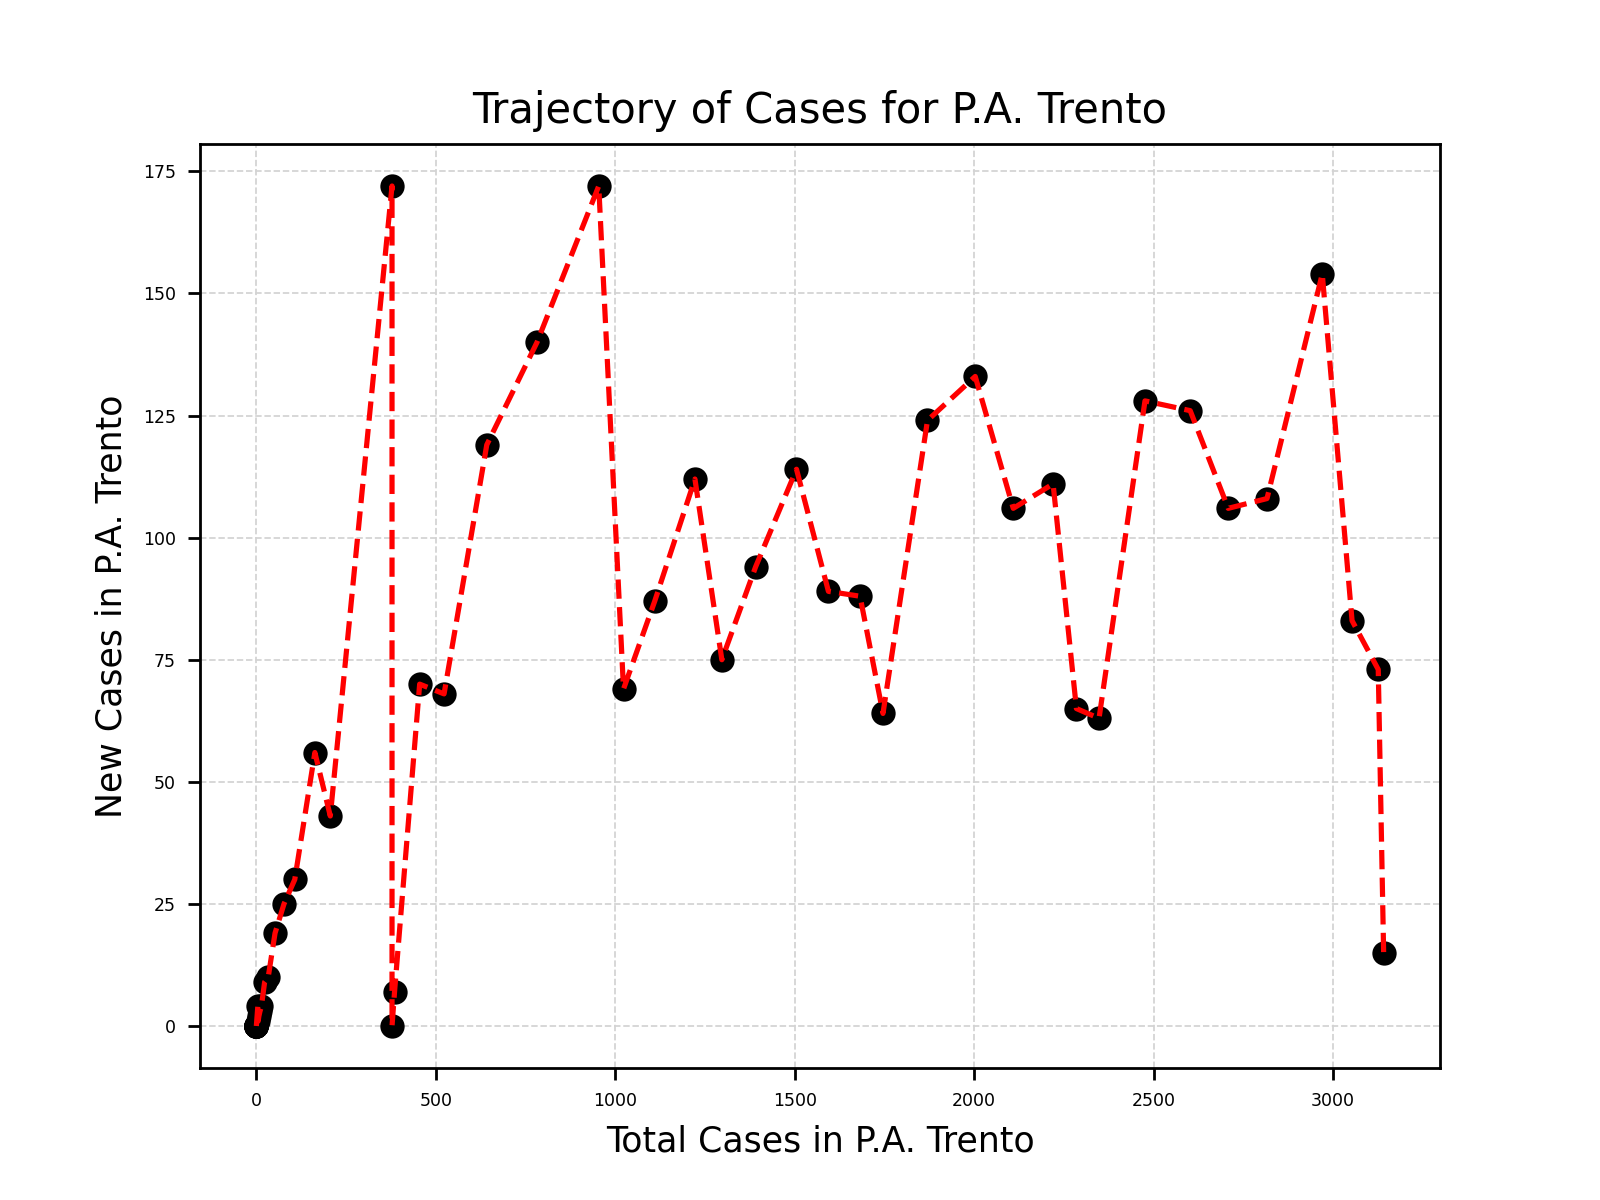 Trajectory of Cases for P.A. Trento
New Cases in P.A. Trento
175
150
125
100
75
50
25
0
0 500 1000 1500 2000 2500 3000
Total Cases in P.A. Trento